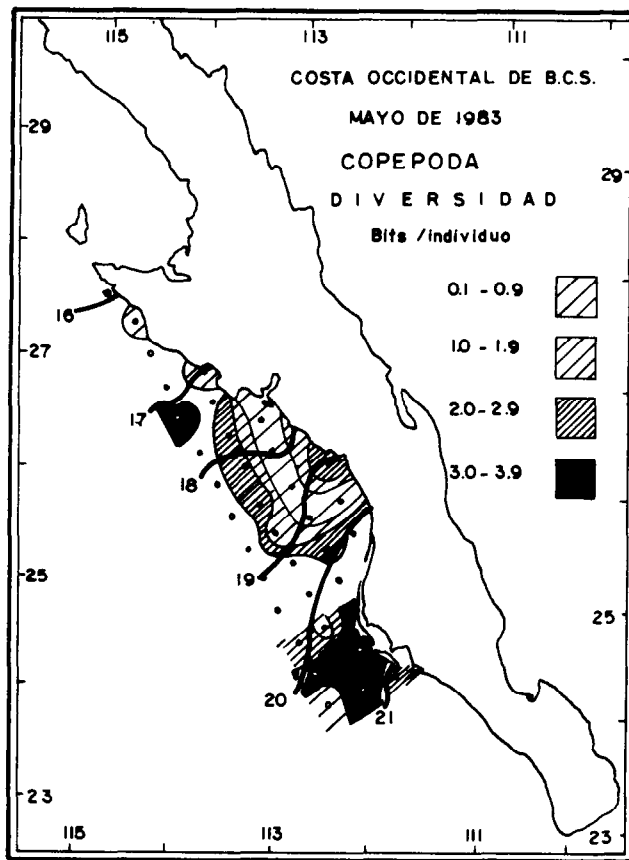 115 113 111
COSTA OCCIDENTAL DE B.C.S.
MAYO DE 1983
29
COPEPODA
29
DIVERSIDAD
Bits /individuo
0.1 - 0.9
16
1.0 - 1.9
27
2.0 - 2.9
17
3.0 - 3.9
18
19
25
25
20
21
23
23
115 113 111